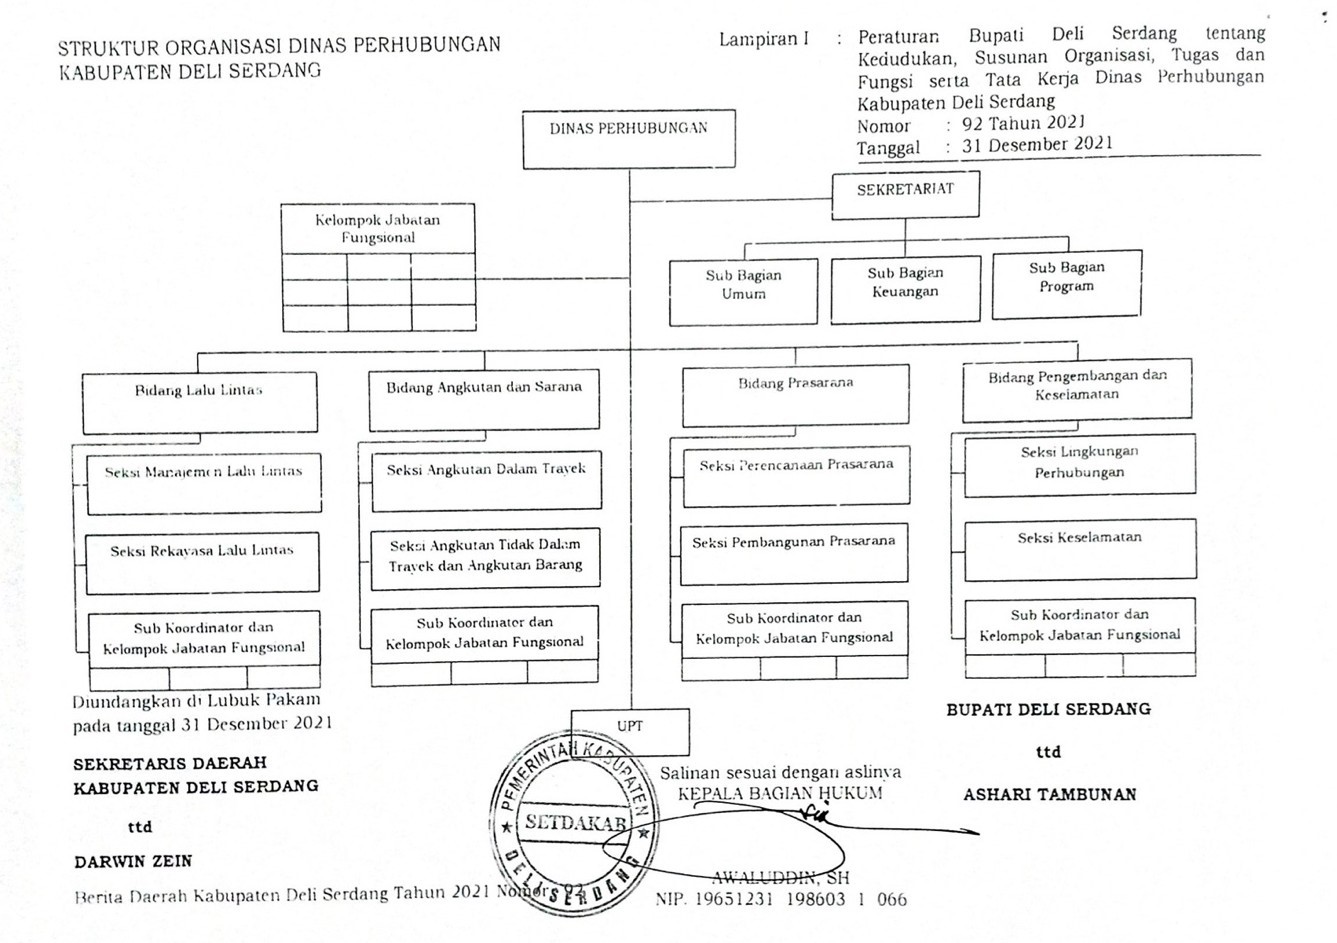 STRUKTUR ORGANISASI DINAS PERHUBUNGAN
KABUPATEN DELI SERDANG
Lampiran I : Peraturan Bupati Deli Serdang tentang
Kedudukan, Susunan Organisasi, Tugas dan
Fungsi serta Tata Kerja Dinas Perhubungan
Kabupaten Deli Serdang
Nomor : 92 Tahun 2021
Tanggal : 31 Desember 2021
DINAS PERHUBUNGAN
SEKRETARIAT
Kelompok Jabatan
Fungsional
Sub Bagian
Umum
Sub Bagian
Keuangan
Sub Bagian
Program
Bidang Lalu Lintas
Bidang Angkutan dan Sarana
Bidang Prasarana
Bidang Pengembangan dan
Keselamatan
Seksi Manajemen Lalu Lintas
Seksi Angkutan Dalam Trayek
Seksi Perencanaan Prasarana
Seksi Lingkungan
Perhubungan
Seksi Rekayasa Lalu Lintas
Seksi Angkutan Tidak Dalam
Trayek dan Angkutan Barang
Seksi Pembangunan Prasarana
Seksi Keselamatan
Sub Koordinator dan
Kelompok Jabatan Fungsional
Sub Koordinator dan
Kelompok Jabatan Fungsional
Sub Koordinator dan
Kelompok Jabatan Fungsional
Sub Koordinator dan
Kelompok Jabatan Fungsional
UPT
Diundangkan di Lubuk Pakam
pada tanggal 31 Desember 2021
SEKRETARIS DAERAH
KABUPATEN DELI SERDANG
ttd
DARWIN ZEIN
Berita Daerah Kabupaten Deli Serdang Tahun 2021 Nomor 92
PEMERINTAH KABUPATEN
SETDAKAB
DELI SERDANG
Salinan sesuai dengan aslinya
KEPALA BAGIAN HUKUM
AWALUDDIN, SH
NIP. 19651231 198603 1 066
BUPATI DELI SERDANG
ttd
ASHARI TAMBUNAN